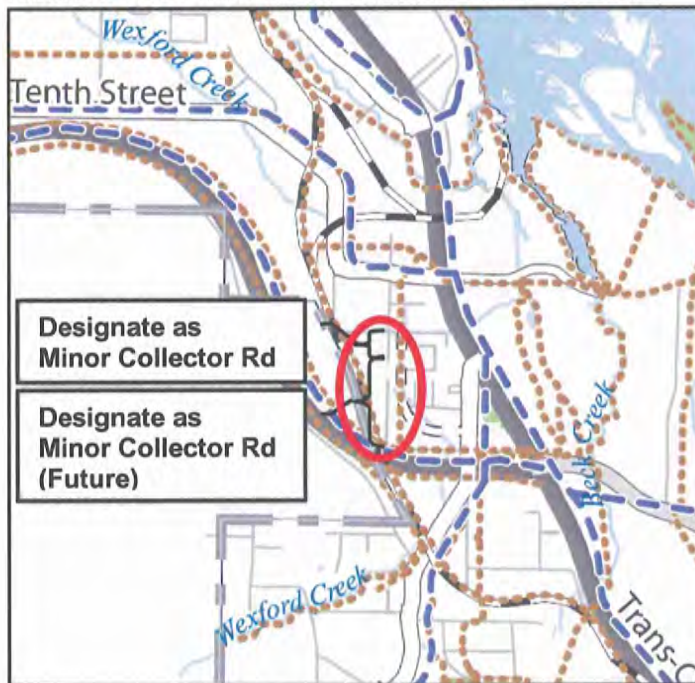 Wexford Creek
Tenth Street
Designate as
Minor Collector Rd
Designate as
Minor Collector Rd
(Future)
Beck Creek
Wexford Creek
Trans-C